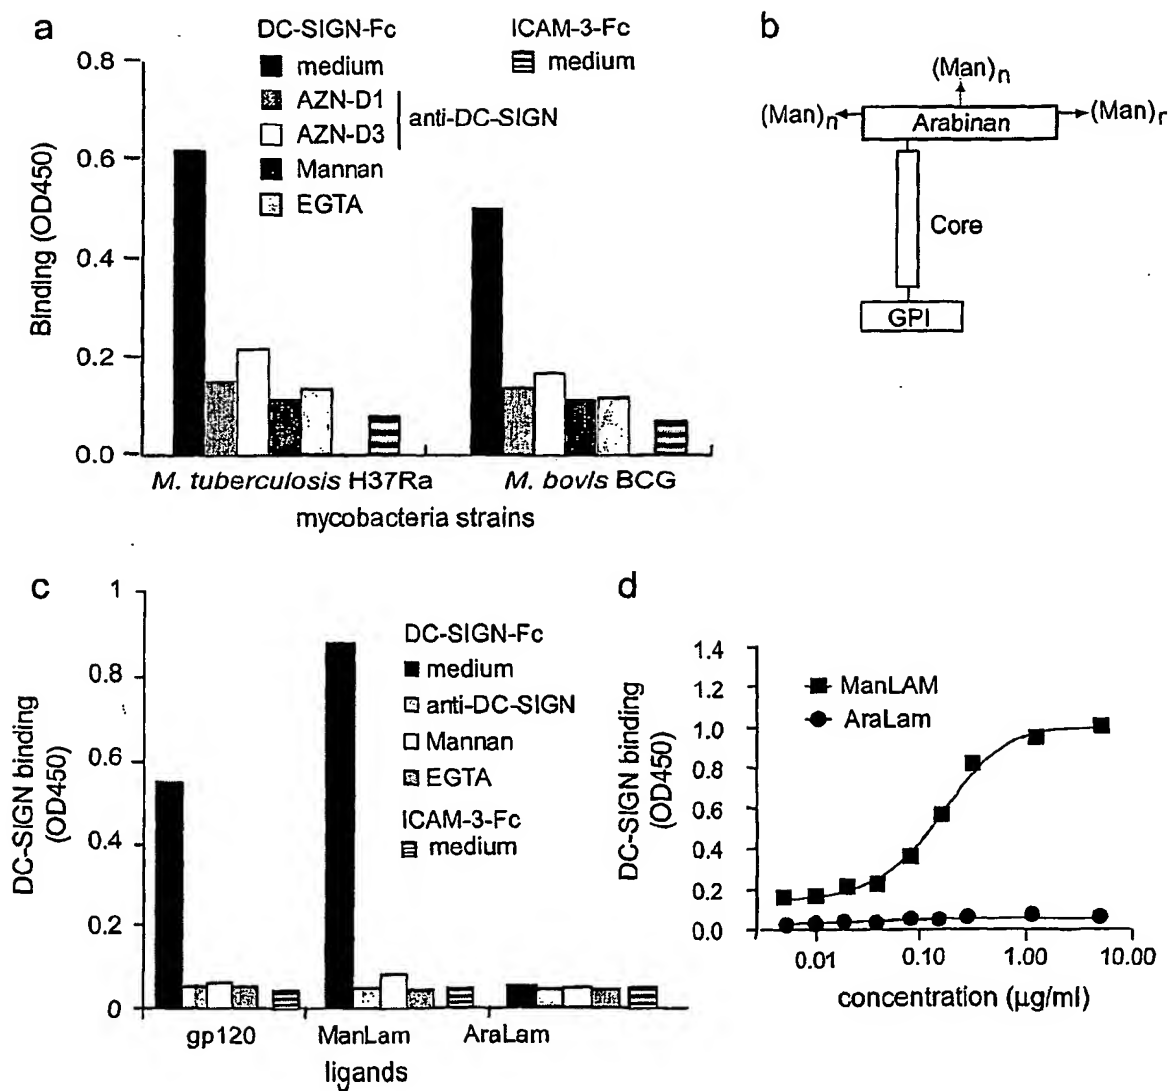 a
DC-SIGN-Fc
medium
AZN-D1
AZN-D3
anti-DC-SIGN
Mannan
EGTA
ICAM-3-Fc
medium
Binding (OD450)
0.8
0.6
0.4
0.2
0.0
M. tuberculosis H37Ra
M. bovis BCG
mycobacteria strains
b
(Man)n
(Man)n
(Man)n
Arabinan
Core
GPI
c
DC-SIGN binding
(OD450)
1
0.8
0.6
0.4
0.2
0
DC-SIGN-Fc
medium
anti-DC-SIGN
Mannan
EGTA
ICAM-3-Fc
medium
gp120
ManLam
AraLam
ligands
d
DC-SIGN binding
(OD450)
1.4
1.2
1.0
0.8
0.6
0.4
0.2
0.0
ManLAM
AraLam
0.01
0.10
1.00
10.00
concentration (µg/ml)